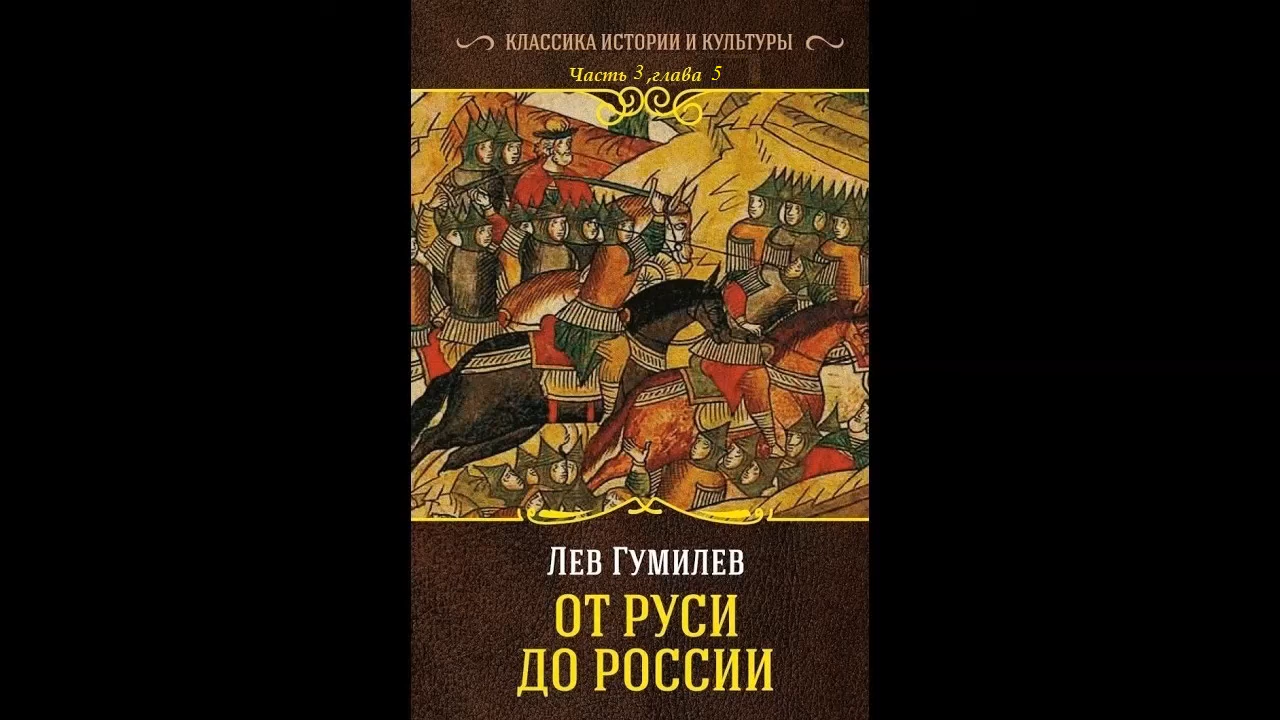 КЛАССИКА ИСТОРИИ И КУЛЬТУРЫ
Часть 3 ,глава 5
ЛЕВ ГУМИЛЕВ
ОТ РУСИ
ДО РОССИИ